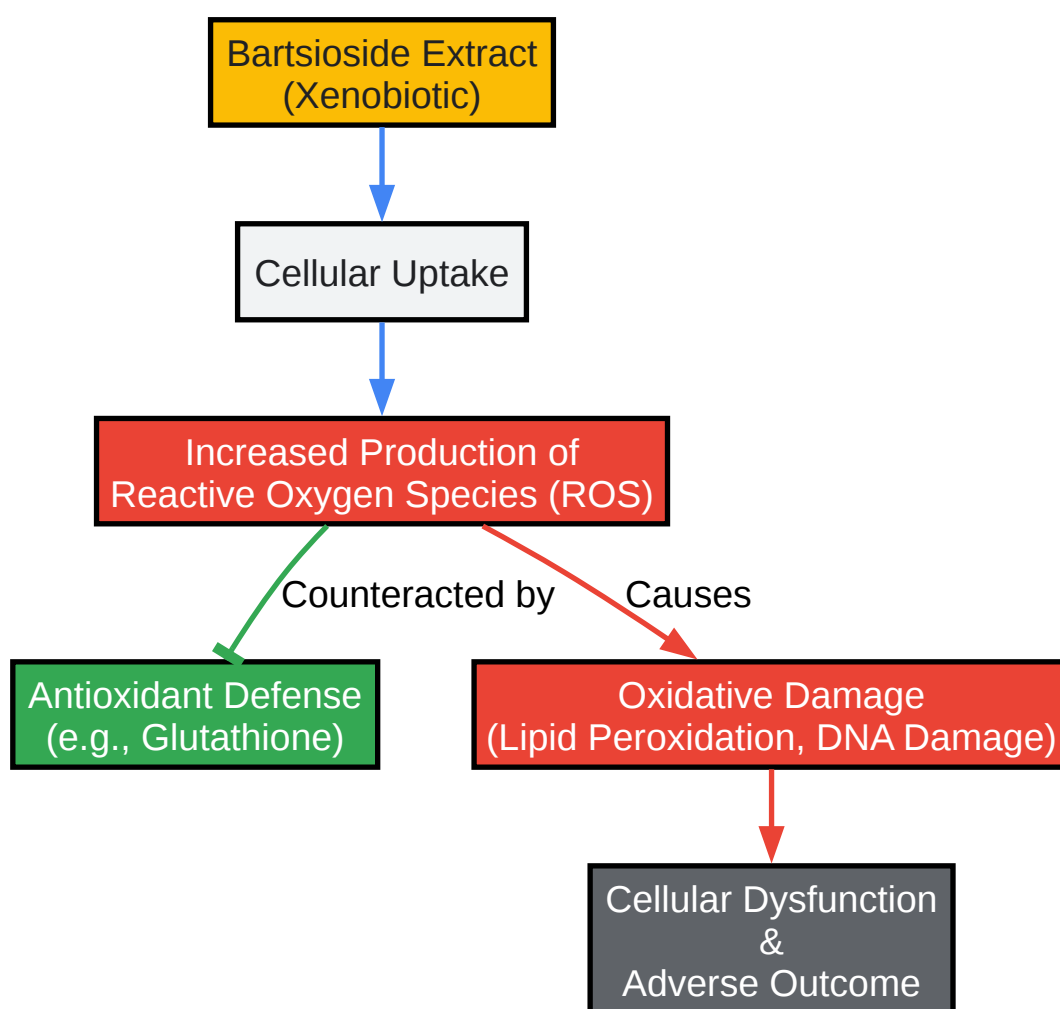 Bartsioside Extract
(Xenobiotic)
Cellular Uptake
Increased Production of
Reactive Oxygen Species (ROS)
Counteracted by
Causes
Antioxidant Defense
(e.g., Glutathione)
Oxidative Damage
(Lipid Peroxidation, DNA Damage)
Cellular Dysfunction
&
Adverse Outcome